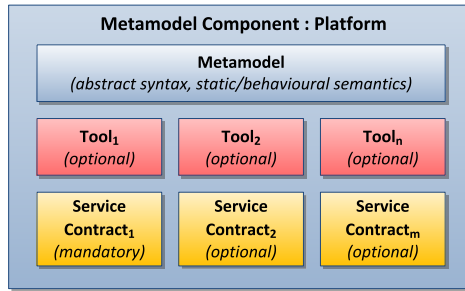 Metamodel Component : Platform
Metamodel
(abstract syntax, static/behavioural semantics)
Tool₁ Tool₂ Toolₙ
(optional) (optional) (optional)
Service Service Service
Contract₁ Contract₂ Contractₘ
(mandatory) (optional) (optional)